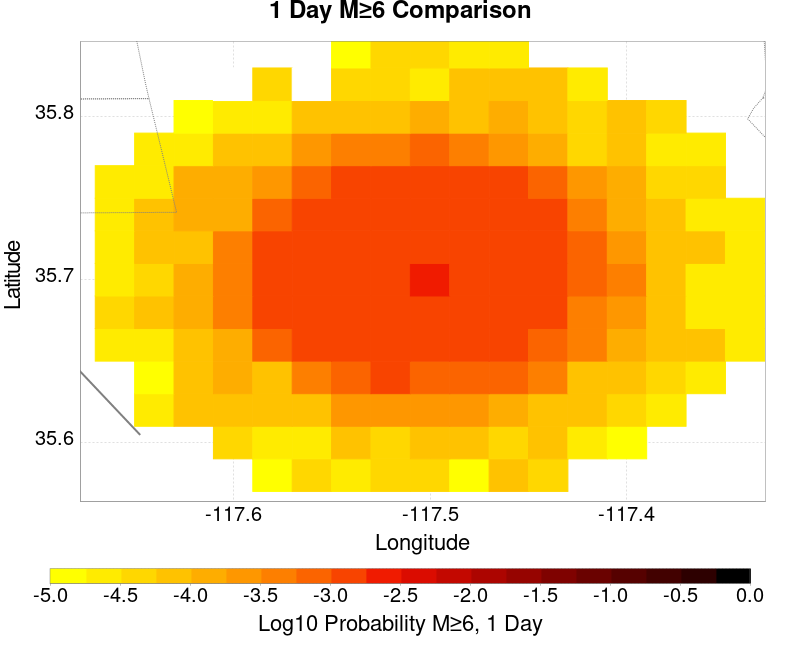 1 Day M≥6 Comparison
35.8
35.7
35.6
Latitude
-117.6 -117.5 -117.4
Longitude
-5.0 -4.5 -4.0 -3.5 -3.0 -2.5 -2.0 -1.5 -1.0 -0.5 0.0
Log10 Probability M≥6, 1 Day